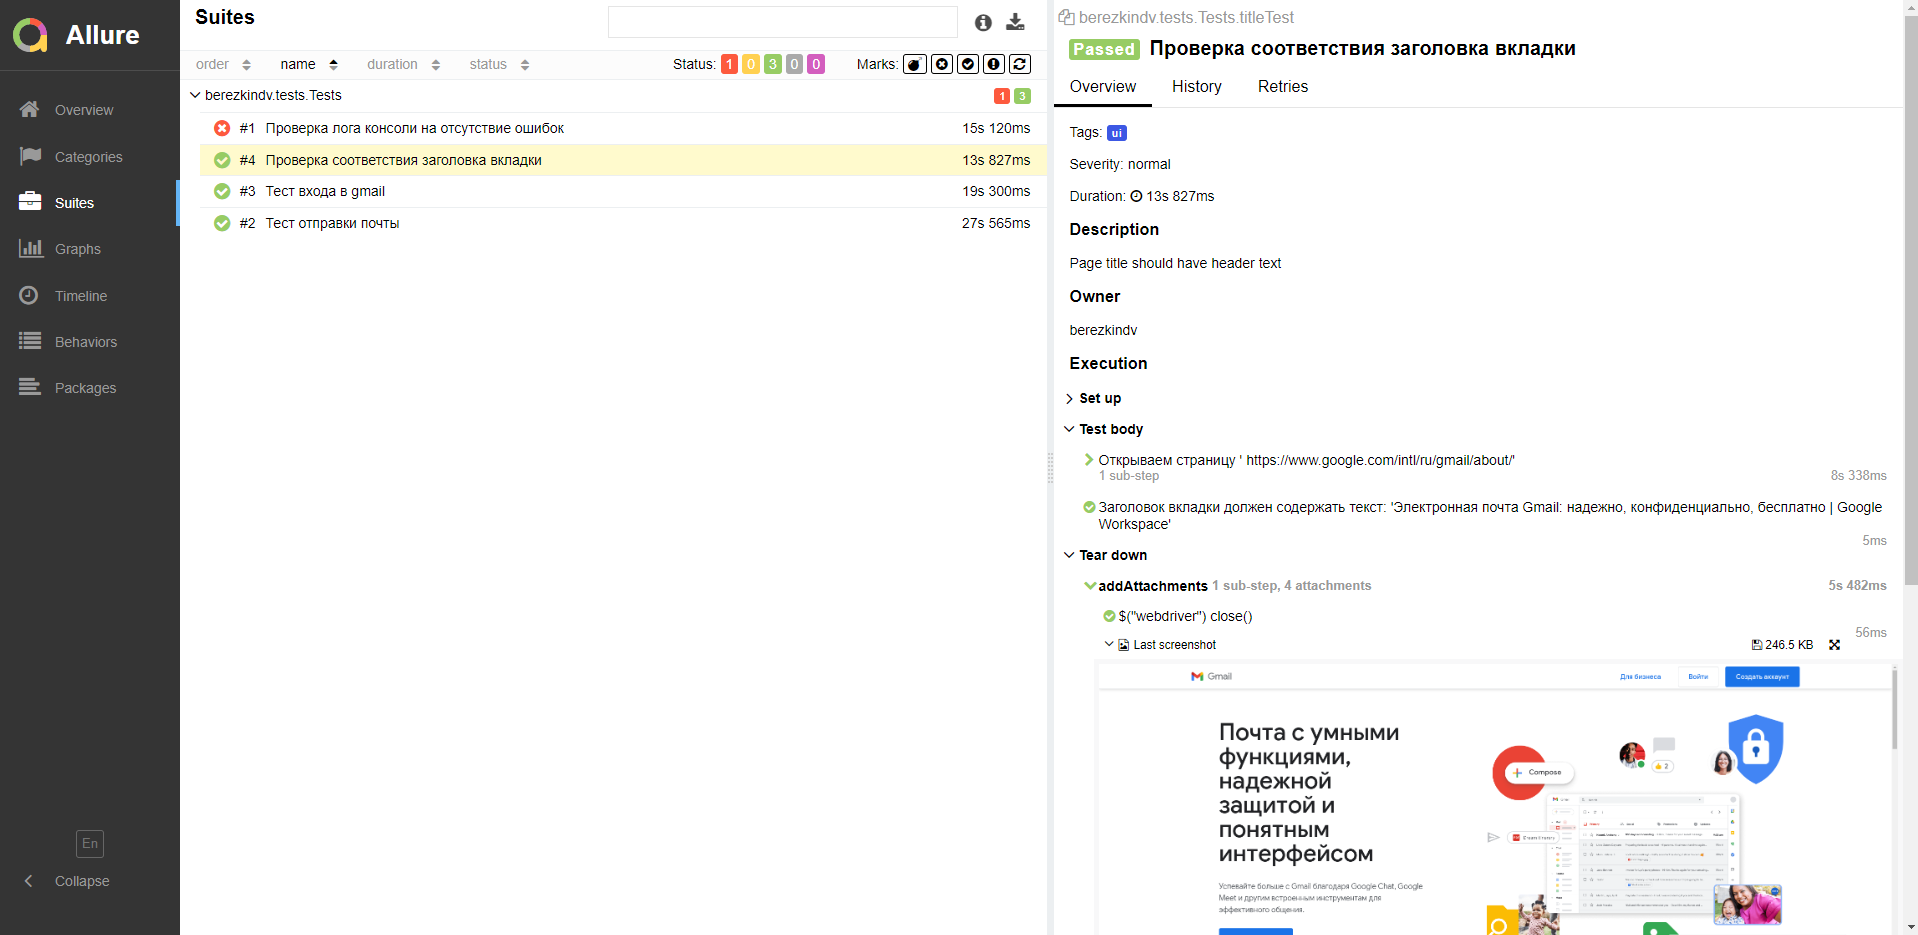 Allure
Overview
Categories
Suites
Graphs
Timeline
Behaviors
Packages
En
Collapse
Suites
order name duration status Status: 1 0 3 0 0 Marks:
berezkindv.tests.Tests 1 3
#1 Проверка лога консоли на отсутствие ошибок 15s 120ms
#4 Проверка соответствия заголовка вкладки 13s 827ms
#3 Тест входа в gmail 19s 300ms
#2 Тест отправки почты 27s 565ms
berezkindv.tests.Tests.titleTest
Passed Проверка соответствия заголовка вкладки
Overview History Retries
Tags: ui
Severity: normal
Duration: 13s 827ms
Description
Page title should have header text
Owner
berezkindv
Execution
Set up
Test body
Открываем страницу ' https://www.google.com/intl/ru/gmail/about/'
1 sub-step 8s 338ms
Заголовок вкладки должен содержать текст: 'Электронная почта Gmail: надежно, конфиденциально, бесплатно | Google
Workspace'
5ms
Tear down
addAttachments 1 sub-step, 4 attachments 5s 482ms
$("webdriver") close()
56ms
Last screenshot 246.5 KB
Gmail Для бизнеса Войти Создать аккаунт
Почта с умными
функциями,
надежной
защитой и
понятным
интерфейсом
Успевайте больше с Gmail благодаря Google Chat, Google
Meet и другим встроенным инструментам для
эффективного общения.
Compose
2